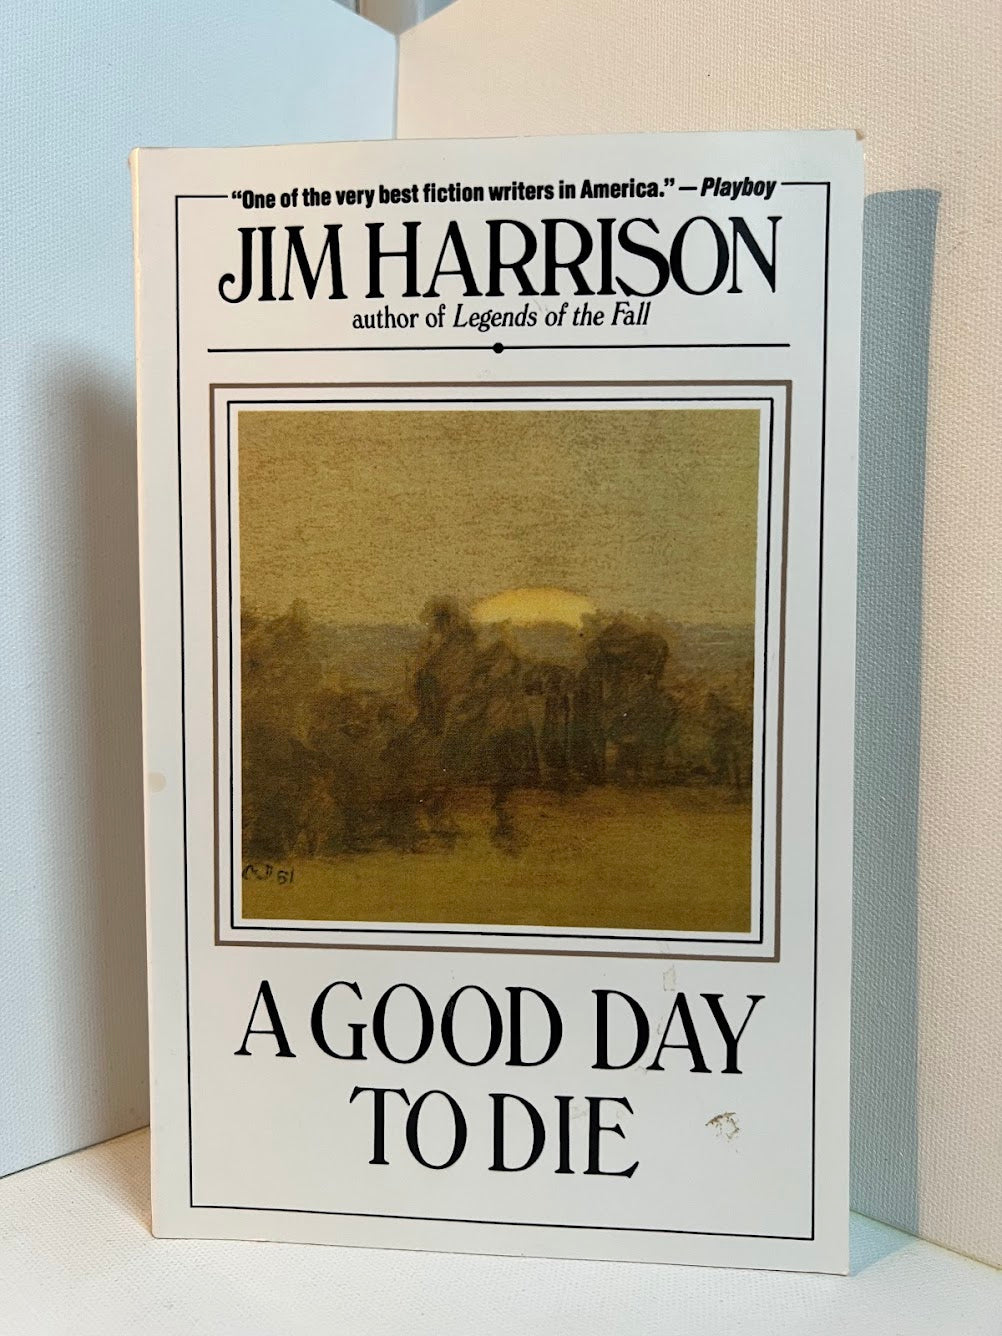 “One of the very best fiction writers in America.” — Playboy
JIM HARRISON
author of Legends of the Fall
A GOOD DAY
TO DIE